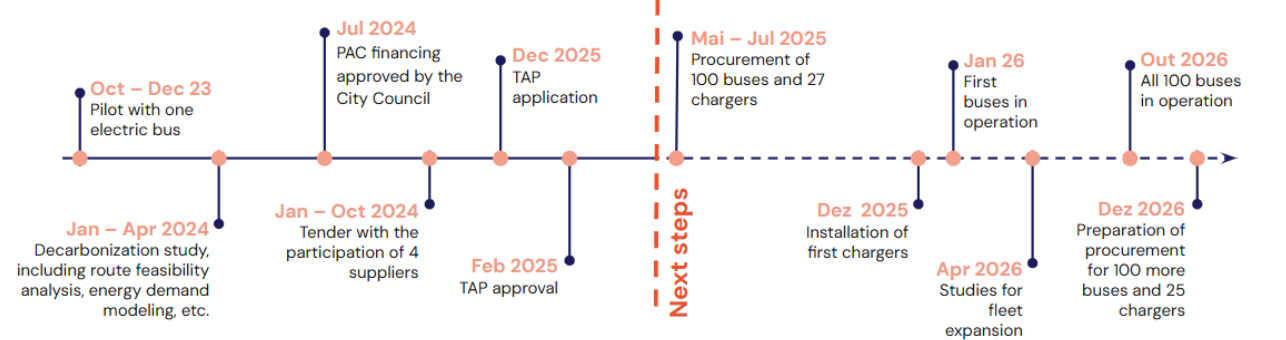 Oct – Dec 23
Pilot with one
electric bus
Jan – Apr 2024
Decarbonization study,
including route feasibility
analysis, energy demand
modeling, etc.
Jul 2024
PAC financing
approved by the
City Council
Jan – Oct 2024
Tender with the
participation of 4
suppliers
Dec 2025
TAP
application
Feb 2025
TAP approval
Next steps
Mai – Jul 2025
Procurement of
100 buses and 27
chargers
Dez 2025
Installation of
first chargers
Jan 26
First
buses in
operation
Apr 2026
Studies for
fleet
expansion
Out 2026
All 100 buses
in operation
Dez 2026
Preparation of
procurement
for 100 more
buses and 25
chargers